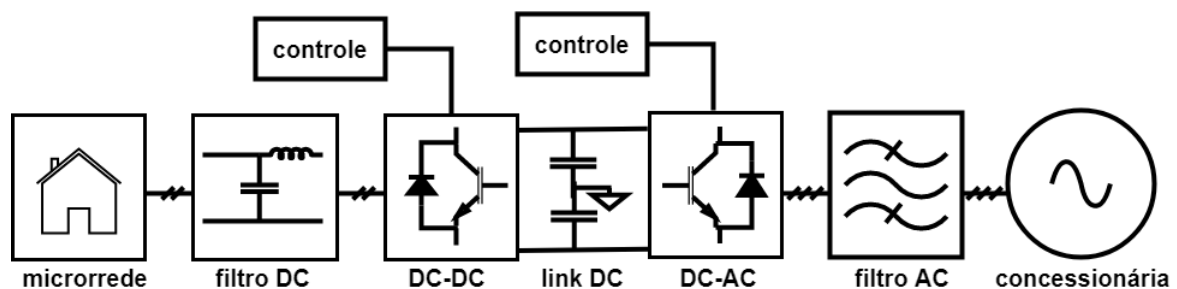 controle
controle
microrrede
filtro DC
DC-DC
link DC
DC-AC
filtro AC
concessionária